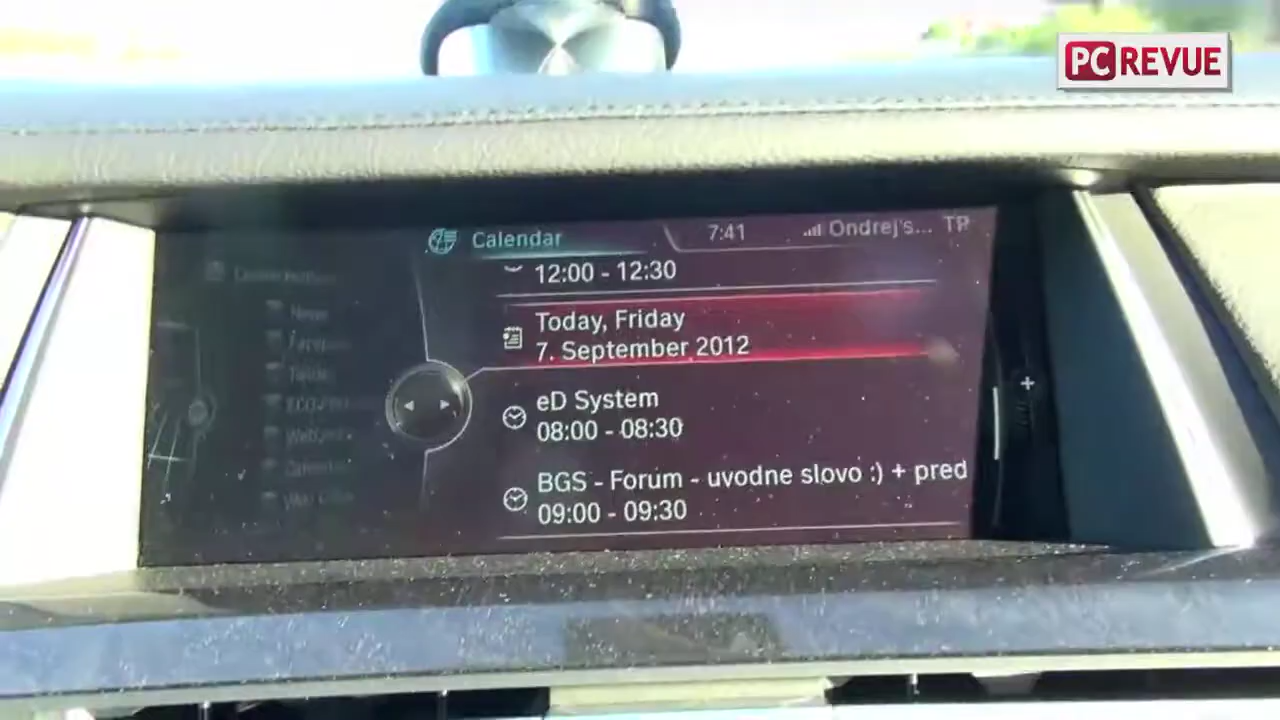 PC REVUE
Calendar
7:41
Ondrej's...
TP
12:00 - 12:30
Today, Friday
7. September 2012
eD System
08:00 - 08:30
BGS - Forum - uvodne slovo :) + pred
09:00 - 09:30
+